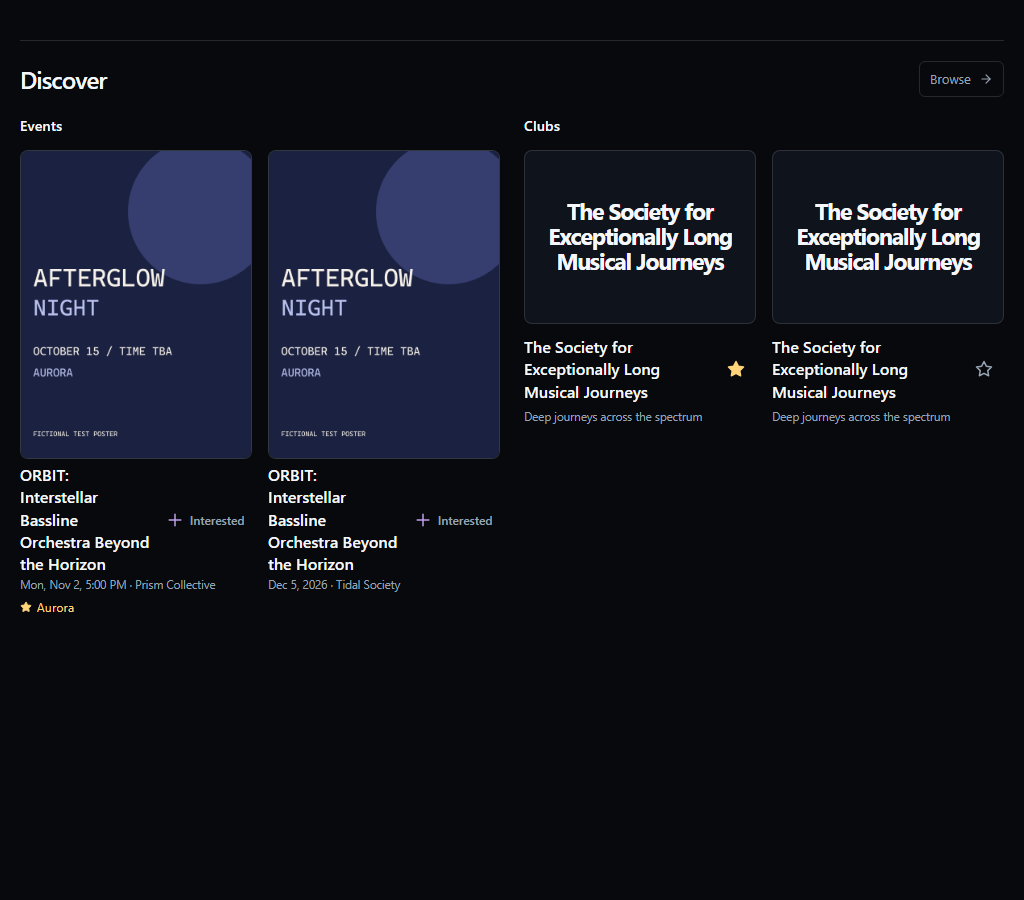 Discover
Browse
Events
Clubs
AFTERGLOW
NIGHT
OCTOBER 15 / TIME TBA
AURORA
FICTIONAL TEST POSTER
ORBIT:
Interstellar
Bassline
Orchestra Beyond
the Horizon
Interested
Mon, Nov 2, 5:00 PM · Prism Collective
Aurora
AFTERGLOW
NIGHT
OCTOBER 15 / TIME TBA
AURORA
FICTIONAL TEST POSTER
ORBIT:
Interstellar
Bassline
Orchestra Beyond
the Horizon
Interested
Dec 5, 2026 · Tidal Society
The Society for
Exceptionally Long
Musical Journeys
The Society for
Exceptionally Long
Musical Journeys
Deep journeys across the spectrum
The Society for
Exceptionally Long
Musical Journeys
The Society for
Exceptionally Long
Musical Journeys
Deep journeys across the spectrum